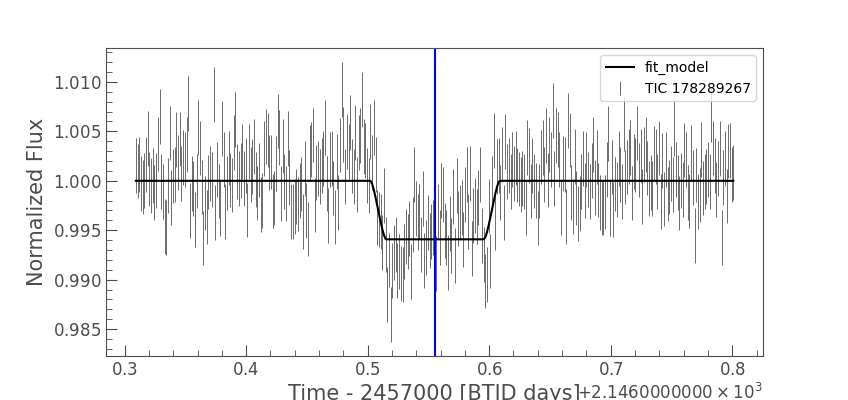 fit_model
TIC 178289267
1.010
1.005
1.000
0.995
0.990
0.985
Normalized Flux
0.3 0.4 0.5 0.6 0.7 0.8
Time - 2457000 [BTJD days]
+2.1460000000 × 10³